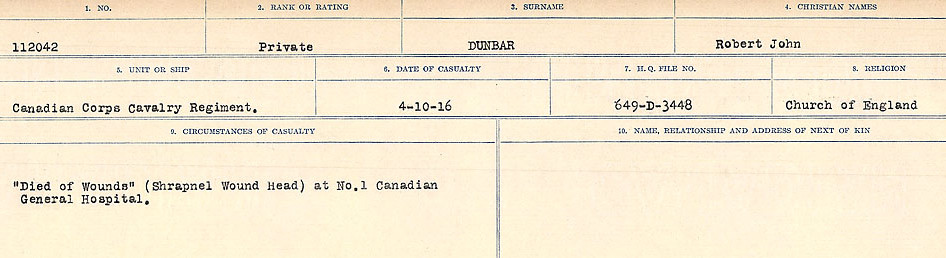 1. NO.
2. RANK OR RATING
3. SURNAME
4. CHRISTIAN NAMES
112042
Private
DUNBAR
Robert John
5. UNIT OR SHIP
6. DATE OF CASUALTY
7. H.Q. FILE NO.
8. RELIGION
Canadian Corps Cavalry Regiment.
4-10-16
649-D-3448
Church of England
9. CIRCUMSTANCES OF CASUALTY
10. NAME, RELATIONSHIP AND ADDRESS OF NEXT OF KIN
"Died of Wounds" (Shrapnel Wound Head) at No.1 Canadian
General Hospital.